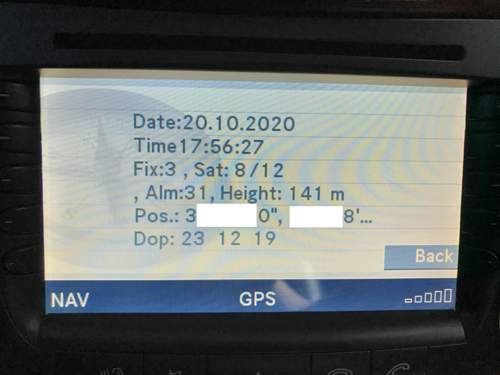 Date:20.10.2020
Time17:56:27
Fix:3 , Sat: 8/12
, Alm:31, Height: 141 m
Pos.: 3 0", 8'...
Dop: 23 12 19
Back
NAV GPS